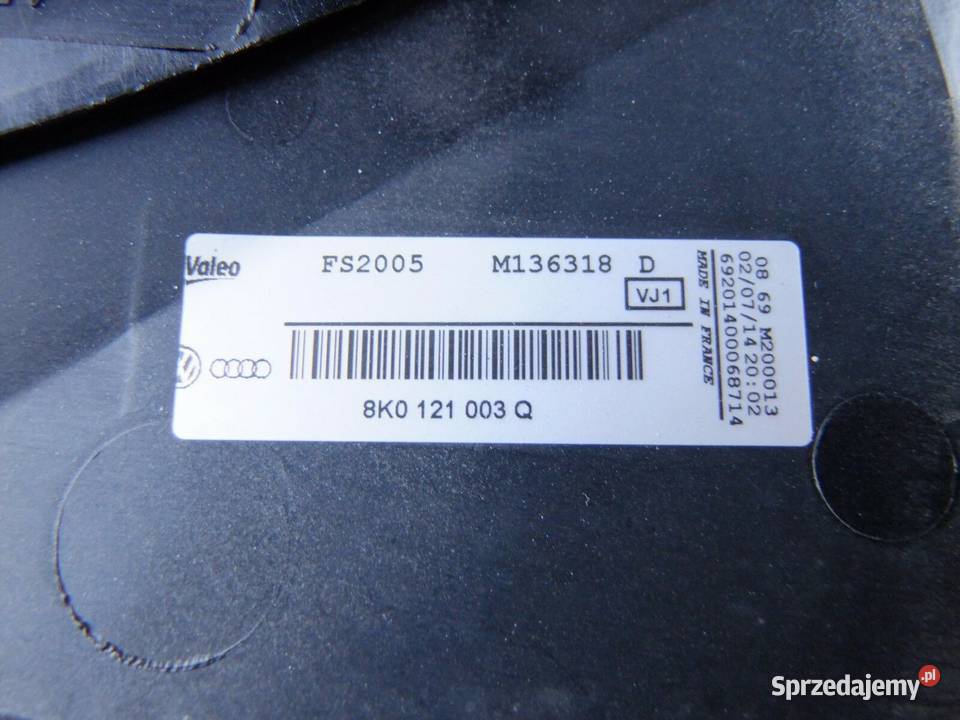 Valeo FS2005 M136318 D
VJ1
8K0 121 003 Q
MADE IN FRANCE
08 69 M200013
02/07/14 20:02
69201400068714
Sprzedajemy.pl